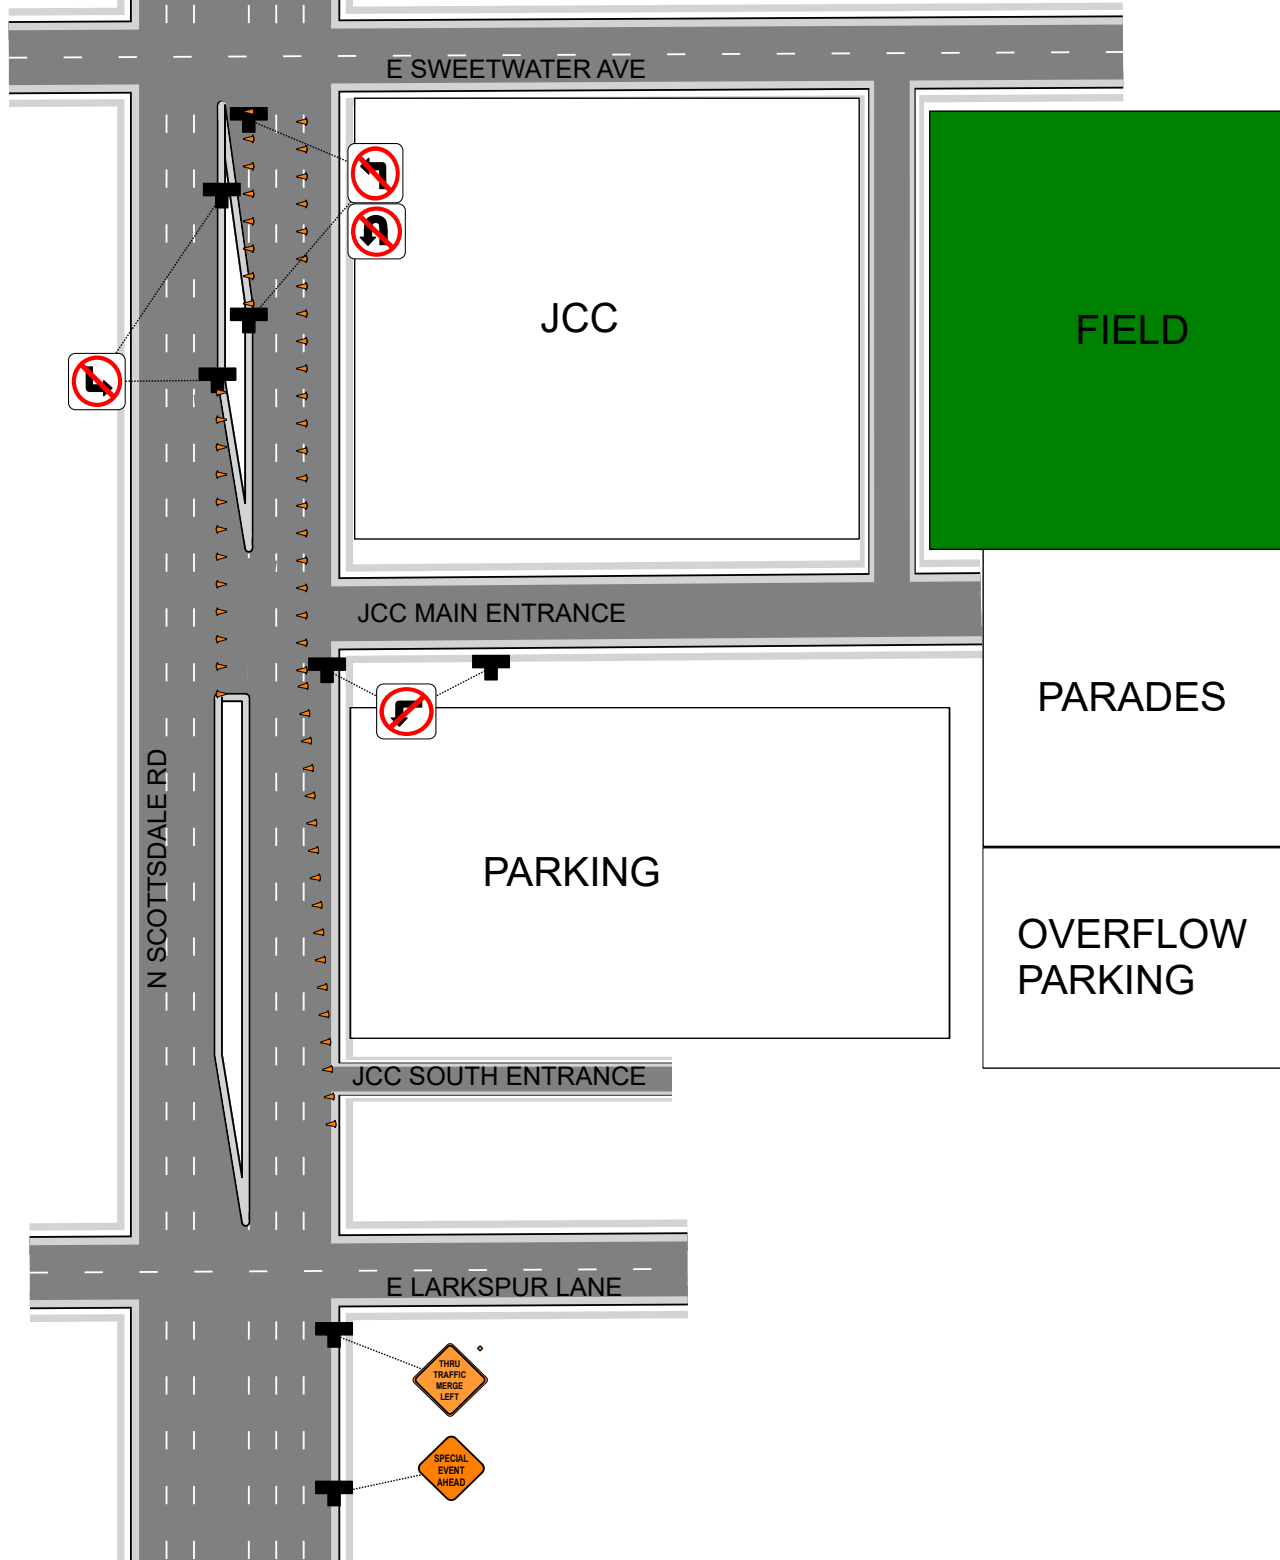 E SWEETWATER AVE
JCC
FIELD
JCC MAIN ENTRANCE
PARADES
N SCOTTSDALE RD
PARKING
OVERFLOW
PARKING
JCC SOUTH ENTRANCE
E LARKSPUR LANE
THRU
TRAFFIC
MERGE
LEFT
SPECIAL
EVENT
AHEAD